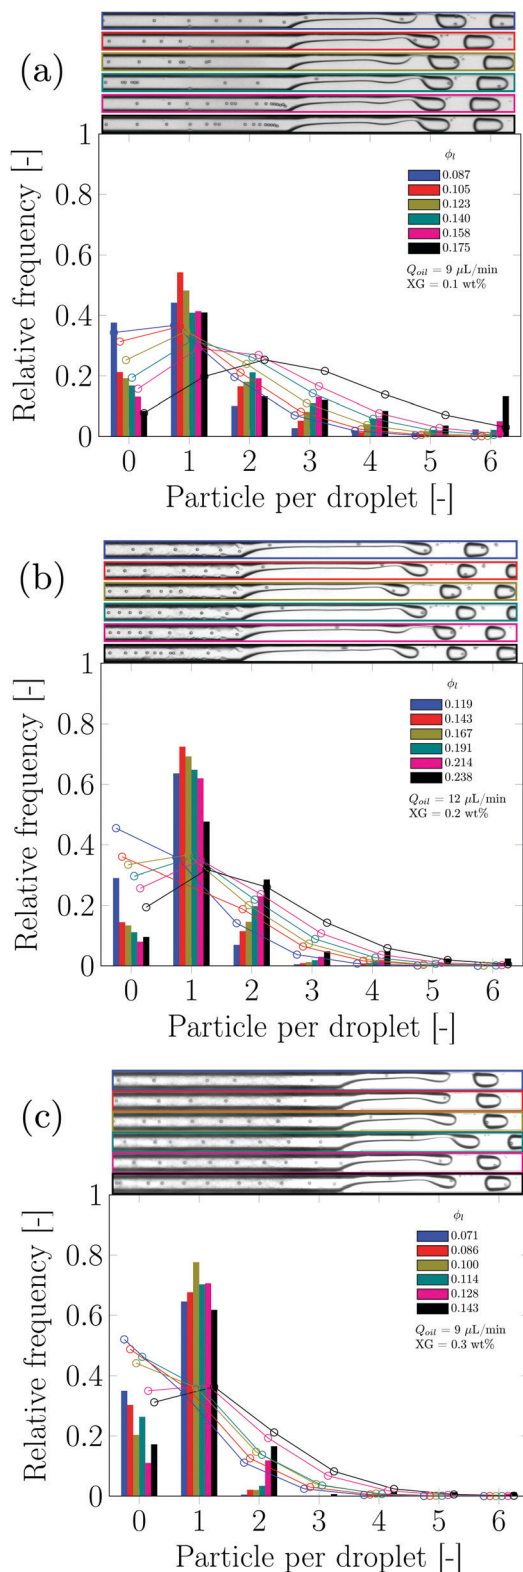 (a)
1
0.8
0.6
0.4
0.2
0
Relative frequency [-]
ϕl
0.087
0.105
0.123
0.140
0.158
0.175
Qoil = 9 μL/min
XG = 0.1 wt%
0 1 2 3 4 5 6
Particle per droplet [-]
(b)
1
0.8
0.6
0.4
0.2
0
Relative frequency [-]
ϕl
0.119
0.143
0.167
0.191
0.214
0.238
Qoil = 12 μL/min
XG = 0.2 wt%
0 1 2 3 4 5 6
Particle per droplet [-]
(c)
1
0.8
0.6
0.4
0.2
0
Relative frequency [-]
ϕl
0.071
0.086
0.100
0.114
0.128
0.143
Qoil = 9 μL/min
XG = 0.3 wt%
0 1 2 3 4 5 6
Particle per droplet [-]